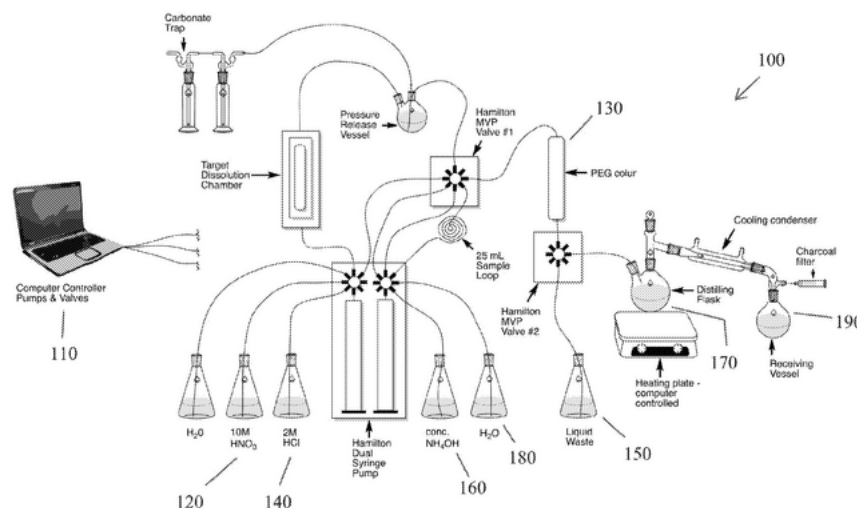 Carbonate
Trap
100
Pressure
Release
Vessel
Hamilton
MVP
Valve #1
130
Target
Dissolution
Chamber
PEG colur
Cooling condenser
25 mL
Sample
Loop
Charcoal
filter
Computer Controller
Pumps & Valves
110
Hamilton
MVP
Valve #2
Distilling
Flask
170
190
Receiving
Vessel
Heating plate -
computer
controlled
H20
10M
HNO3
2M
HCl
Hamilton
Dual
Syringe
Pump
conc.
NH4OH
H2O
Liquid
Waste
120
140
160
180
150